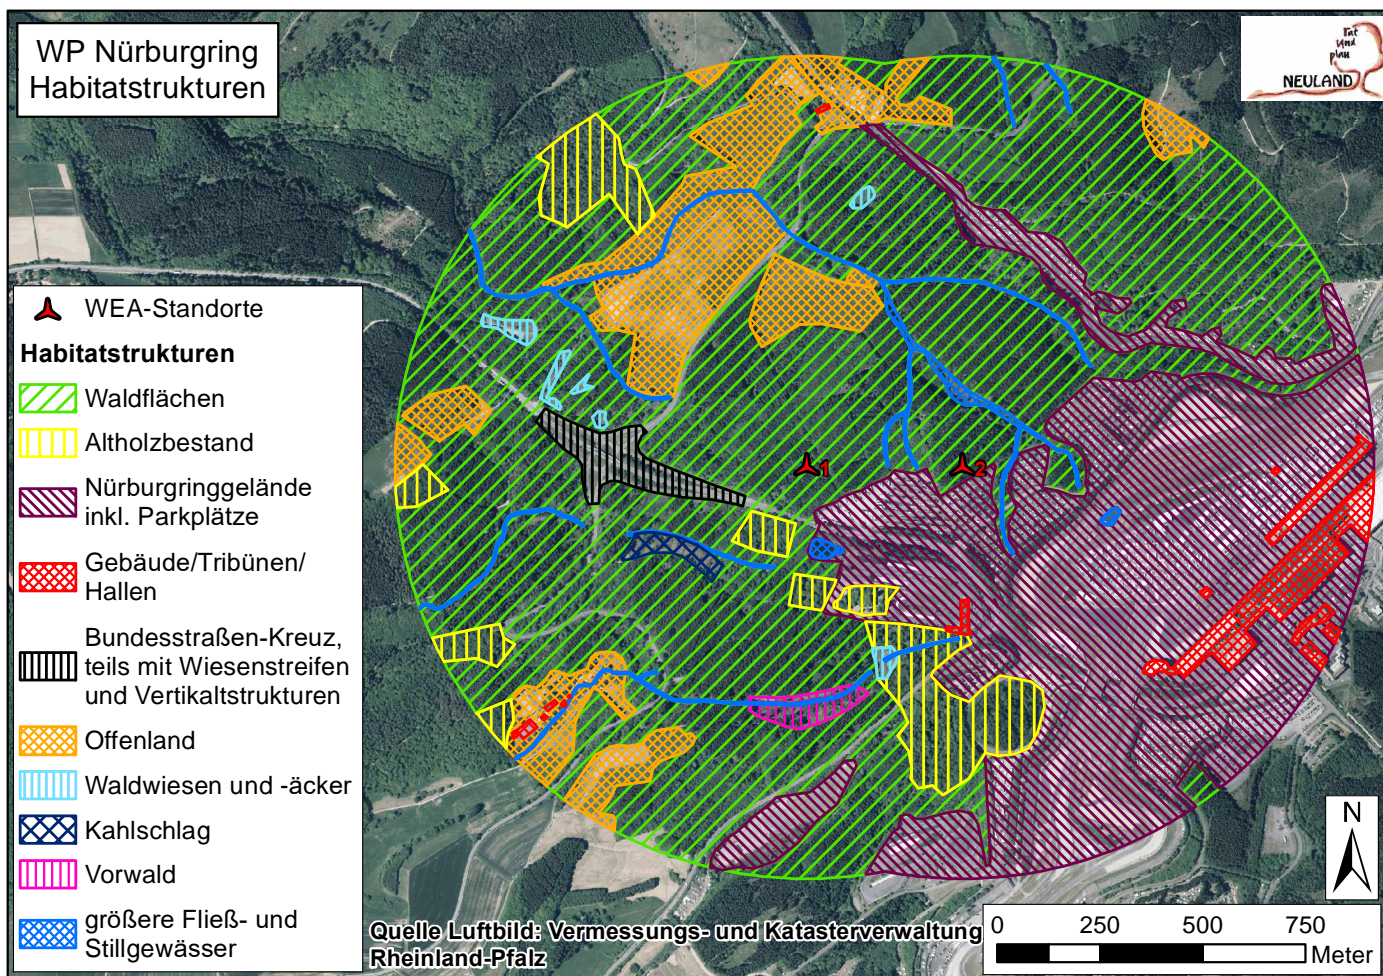 WP Nürburgring
Habitatstrukturen
Tat
und
plan
NEULAND
WEA-Standorte
Habitatstrukturen
Waldflächen
Altholzbestand
Nürburgringgelände
inkl. Parkplätze
Gebäude/Tribünen/
Hallen
Bundesstraßen-Kreuz,
teils mit Wiesenstreifen
und Vertikaltstrukturen
Offenland
Waldwiesen und -äcker
Kahlschlag
Vorwald
größere Fließ- und
Stillgewässer
1
2
N
Quelle Luftbild: Vermessungs- und Katasterverwaltung
Rheinland-Pfalz
0 250 500 750
Meter